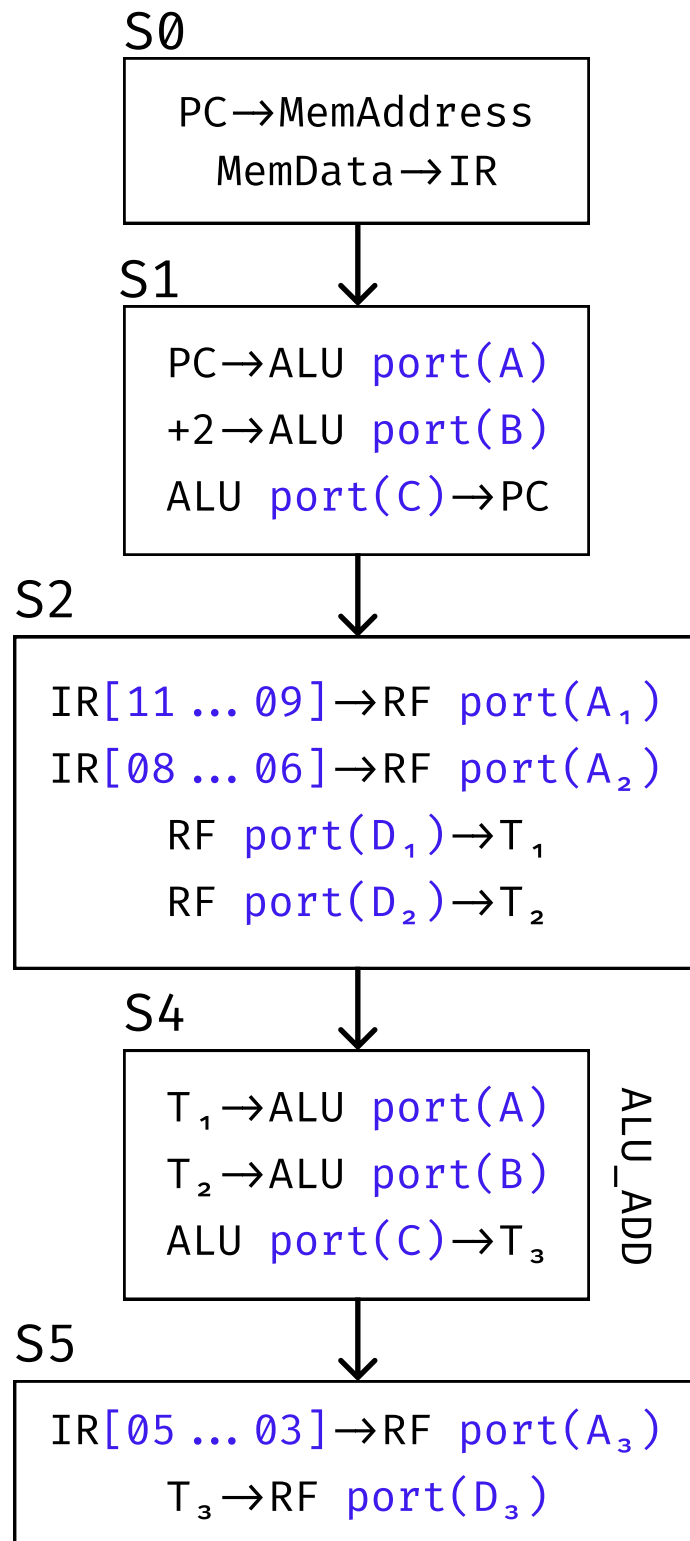 S0
PC→MemAddress
MemData→IR
S1
PC→ALU port(A)
+2→ALU port(B)
ALU port(C)→PC
S2
IR[11 ... 09]→RF port(A₁)
IR[08 ... 06]→RF port(A₂)
RF port(D₁)→T₁
RF port(D₂)→T₂
S4
T₁→ALU port(A)
T₂→ALU port(B)
ALU port(C)→T₃
ALU_ADD
S5
IR[05 ... 03]→RF port(A₃)
T₃→RF port(D₃)